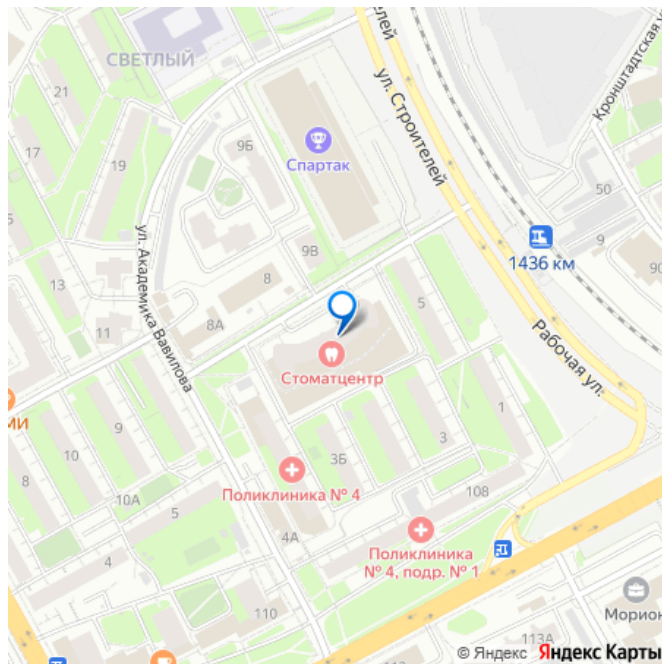 елей
СВЕТЛЫЙ
Кронштадтская у
21
ул. Строителей
9Б
Спартак
17
19
50
ул. Академика Вавилова
9В
9
1436 км
90
8
13
5
8А
11
Рабочая ул.
Стоматцентр
МИ
1
9
3
10
3Б
8
Поликлиника № 4
108
10А
5
4А
Поликлиника
№ 4, подр. № 1
4
Морион
110
113А
© Яндекс Яндекс Карты